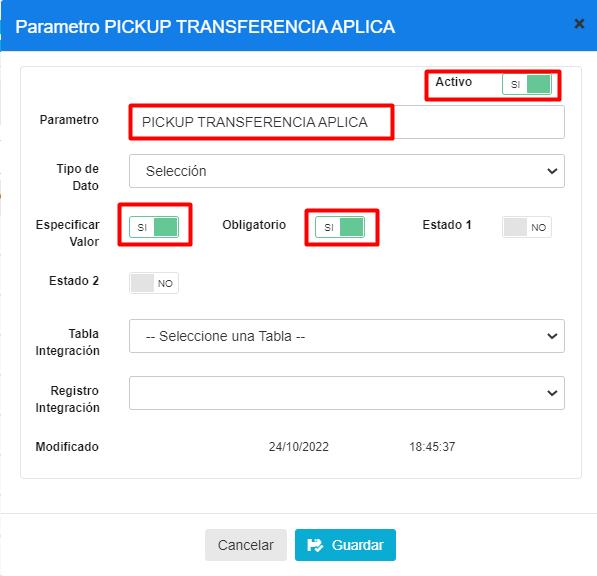 Parametro PICKUP TRANSFERENCIA APLICA
Activo SI
Parametro PICKUP TRANSFERENCIA APLICA
Tipo de
Dato
Selección
Especificar
Valor
SI
Obligatorio SI
Estado 1 NO
Estado 2 NO
Tabla
Integración
-- Seleccione una Tabla --
Registro
Integración
Modificado 24/10/2022 18:45:37
Cancelar Guardar